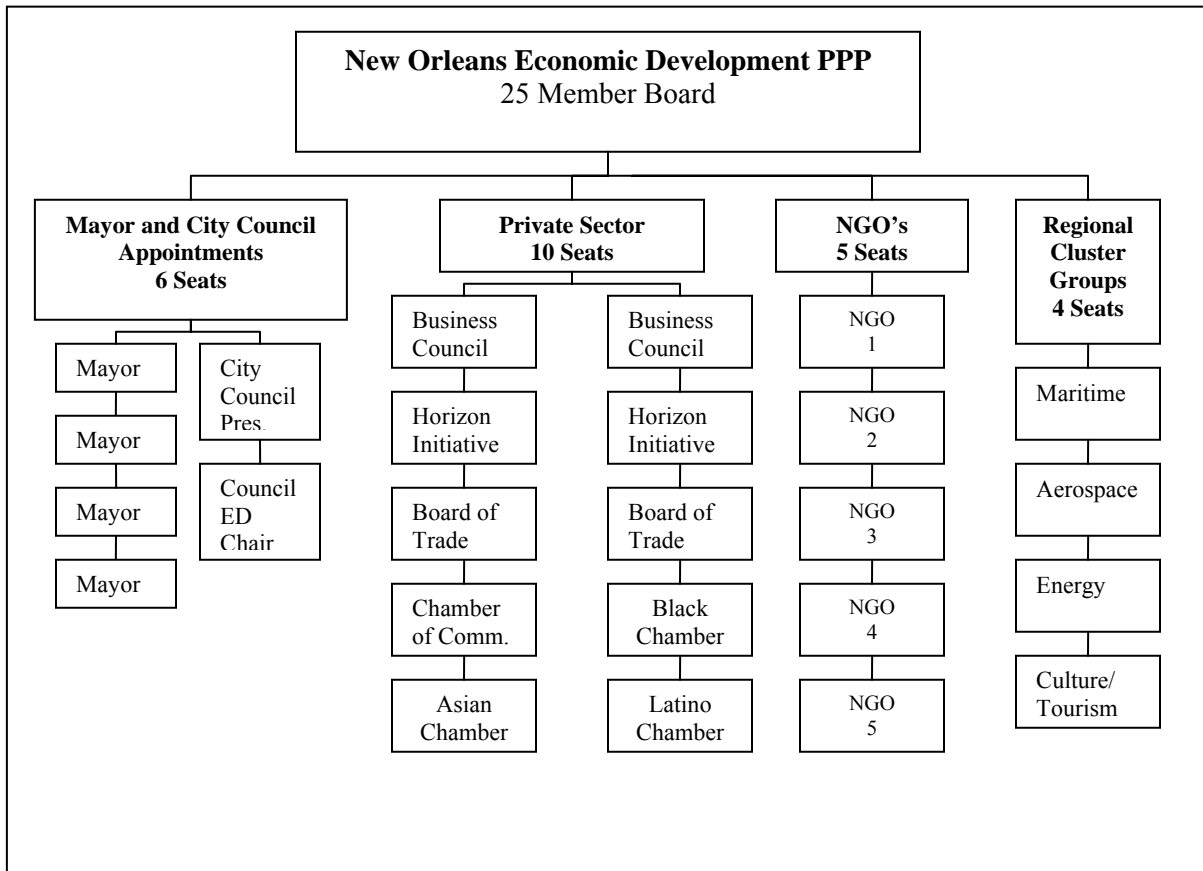 New Orleans Economic Development PPP
25 Member Board
Mayor and City Council
Appointments
6 Seats
Mayor
Mayor
Mayor
Mayor
City
Council
Pres.
Council
ED
Chair
Private Sector
10 Seats
Business
Council
Horizon
Initiative
Board of
Trade
Chamber
of Comm.
Asian
Chamber
Business
Council
Horizon
Initiative
Board of
Trade
Black
Chamber
Latino
Chamber
NGO’s
5 Seats
NGO
1
NGO
2
NGO
3
NGO
4
NGO
5
Regional
Cluster
Groups
4 Seats
Maritime
Aerospace
Energy
Culture/
Tourism